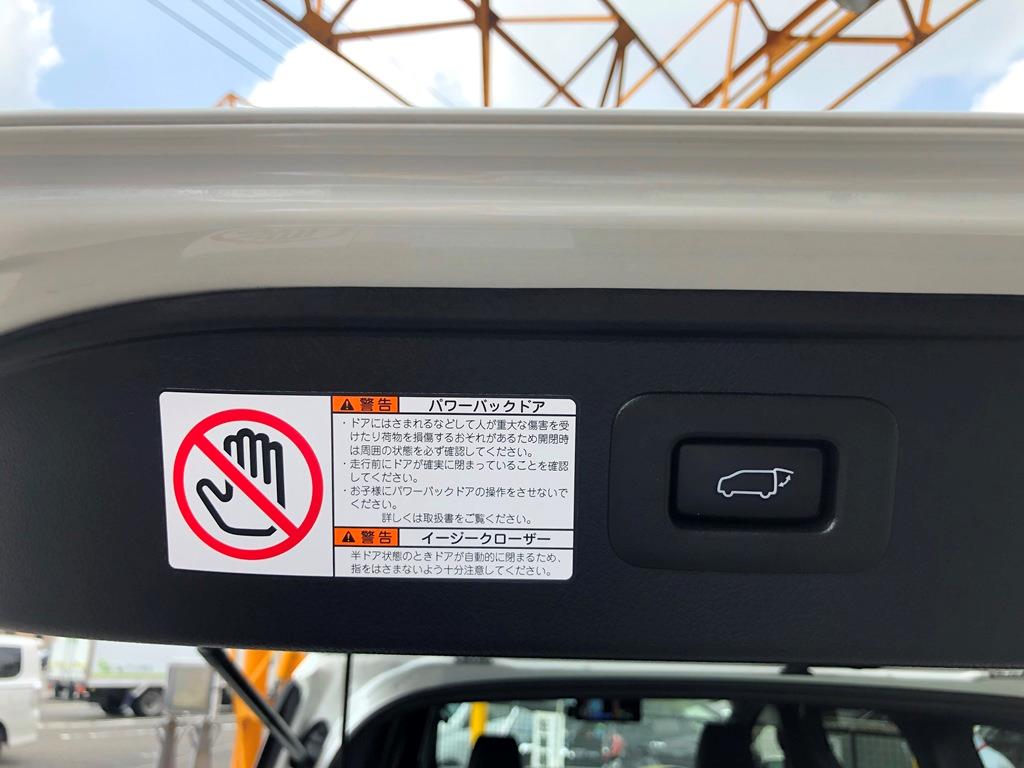 警告 パワーバックドア
・ドアにはさまれるなどして人が重大な傷害を受
けたり荷物を損傷するおそれがあるため開閉時
は周囲の状態を必ず確認してください。
・走行前にドアが確実に閉まっていることを確認
してください。
・お子様にパワーバックドアの操作をさせないで
ください。
詳しくは取扱書をご覧ください。
警告 イージークローザー
半ドア状態のときドアが自動的に閉まるため、
指をはさまないよう十分注意してください。